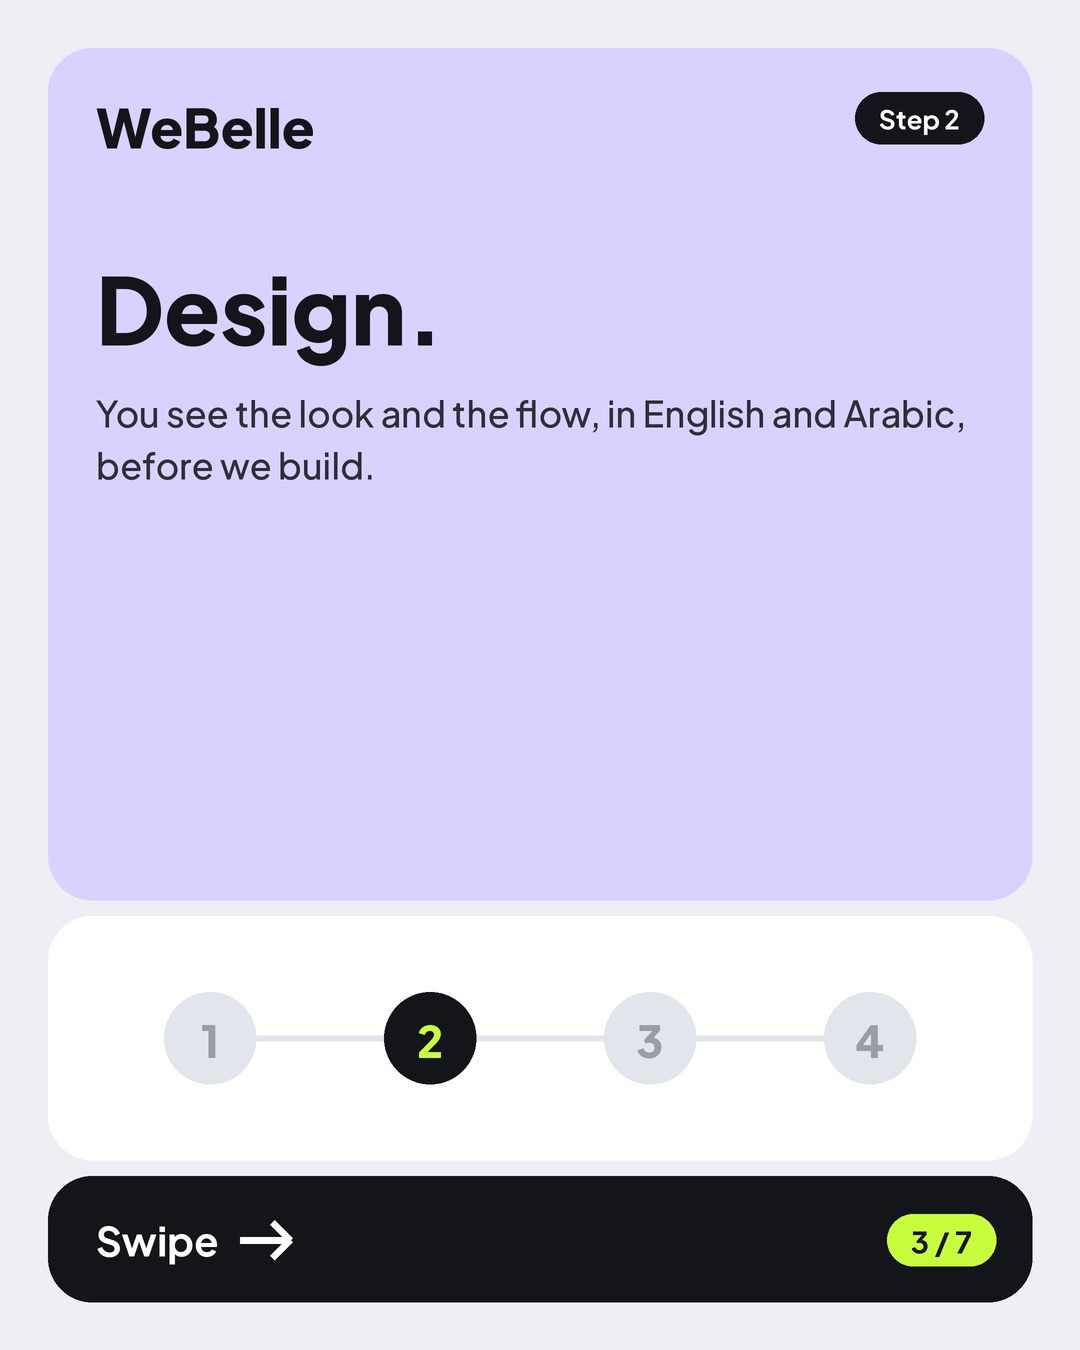 WeBelle
Step 2
Design.
You see the look and the flow, in English and Arabic,
before we build.
1
2
3
4
Swipe →
3 / 7